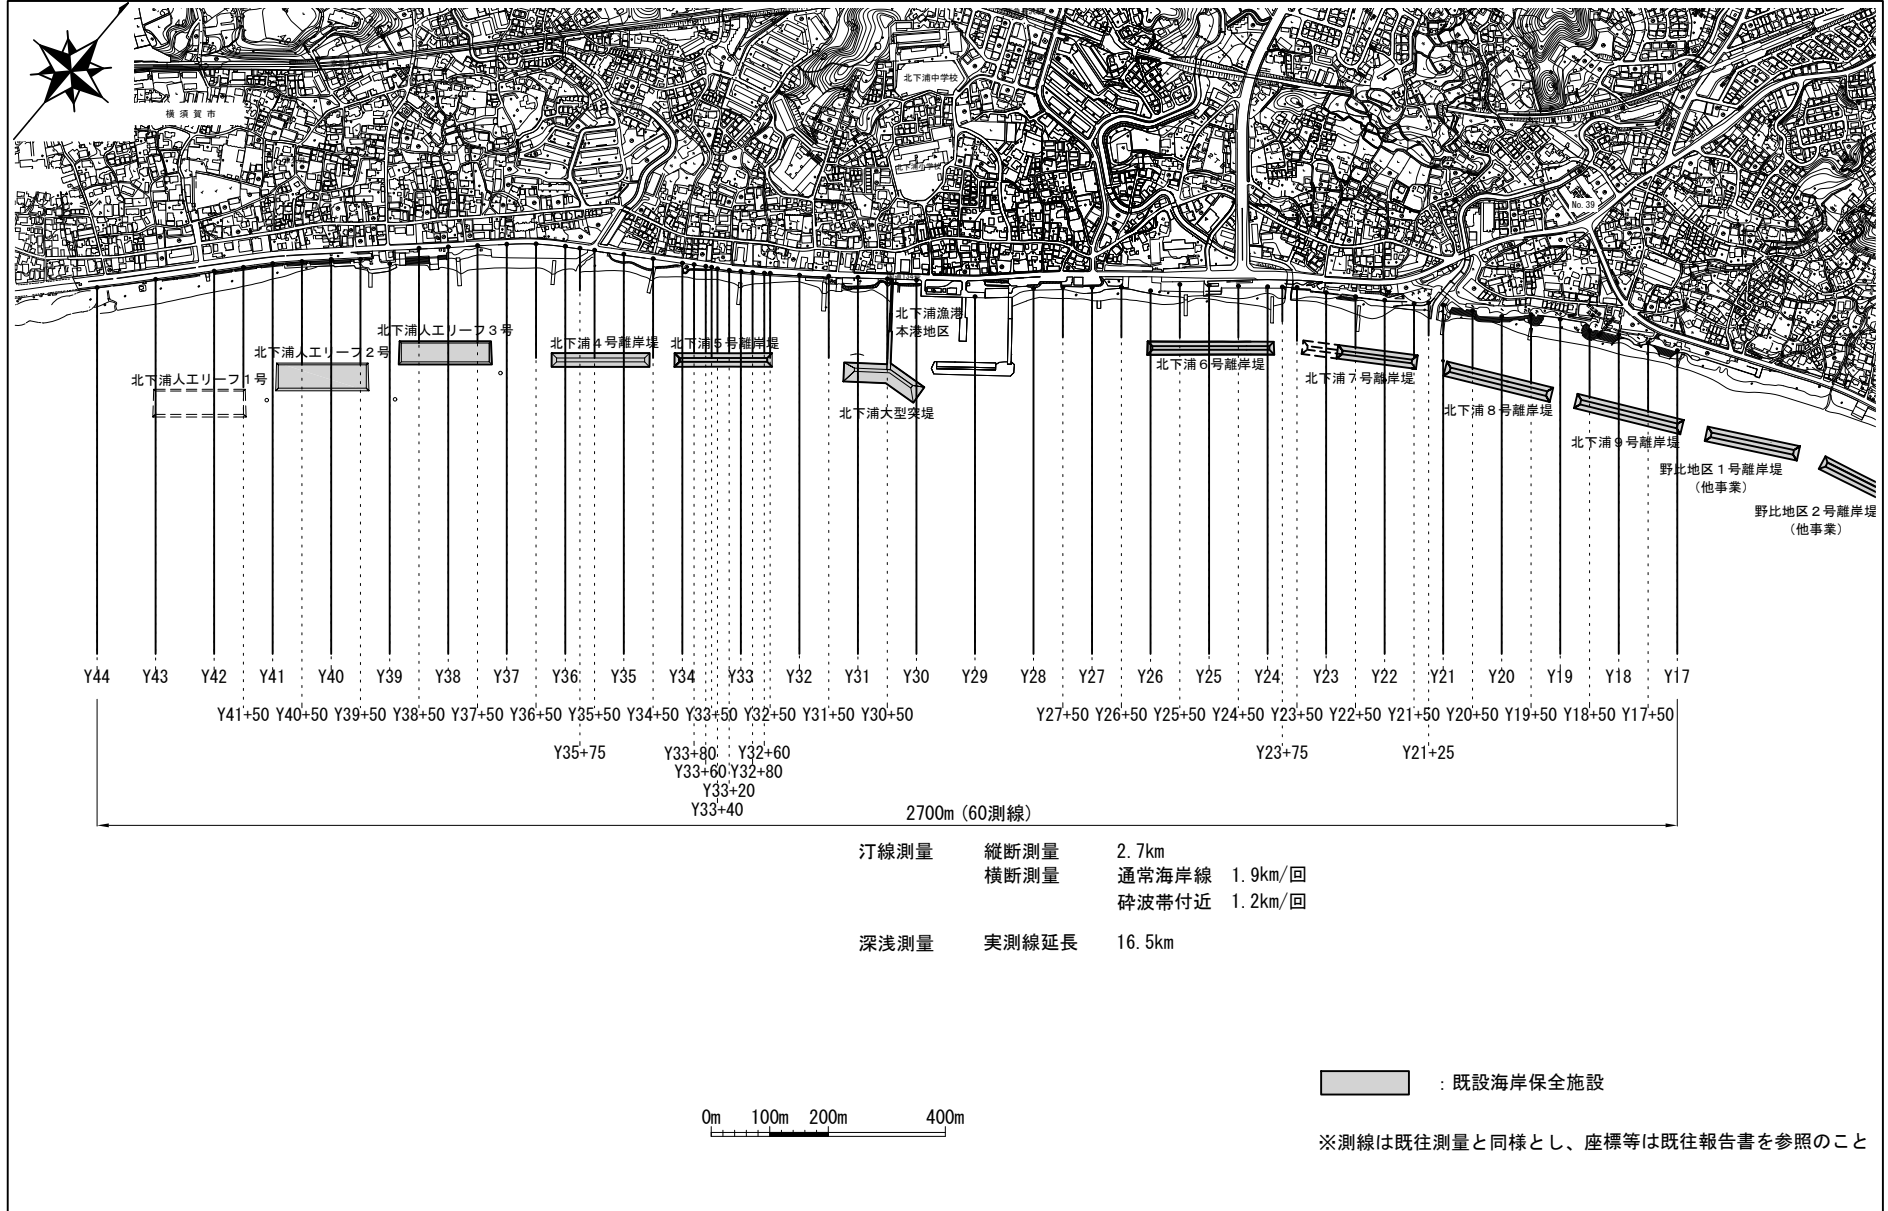 横須賀市
北下浦中学校
北下浦小学校
No.39
北下浦漁港
本港地区
北下浦人工リーフ１号
北下浦人工リーフ２号
北下浦人工リーフ３号
北下浦４号離岸堤
北下浦５号離岸堤
北下浦大型突堤
北下浦６号離岸堤
北下浦７号離岸堤
北下浦８号離岸堤
北下浦９号離岸堤
野比地区１号離岸堤
（他事業）
野比地区２号離岸堤
（他事業）
Y44 Y43 Y42 Y41 Y40 Y39 Y38 Y37 Y36 Y35 Y34 Y33 Y32 Y31 Y30 Y29 Y28 Y27 Y26 Y25 Y24 Y23 Y22 Y21 Y20 Y19 Y18 Y17
Y41+50 Y40+50 Y39+50 Y38+50 Y37+50 Y36+50 Y35+50 Y34+50 Y33+50 Y32+50 Y31+50 Y30+50 Y27+50 Y26+50 Y25+50 Y24+50 Y23+50 Y22+50 Y21+50 Y20+50 Y19+50 Y18+50 Y17+50
Y35+75 Y33+80 Y32+60 Y23+75 Y21+25
Y33+60 Y32+80
Y33+20
Y33+40
2700m (60測線)
汀線測量 縦断測量 2.7km
横断測量 通常海岸線 1.9km/回
砕波帯付近 1.2km/回
深浅測量 実測線延長 16.5km
：既設海岸保全施設
0m 100m 200m 400m
※測線は既往測量と同様とし、座標等は既往報告書を参照のこと